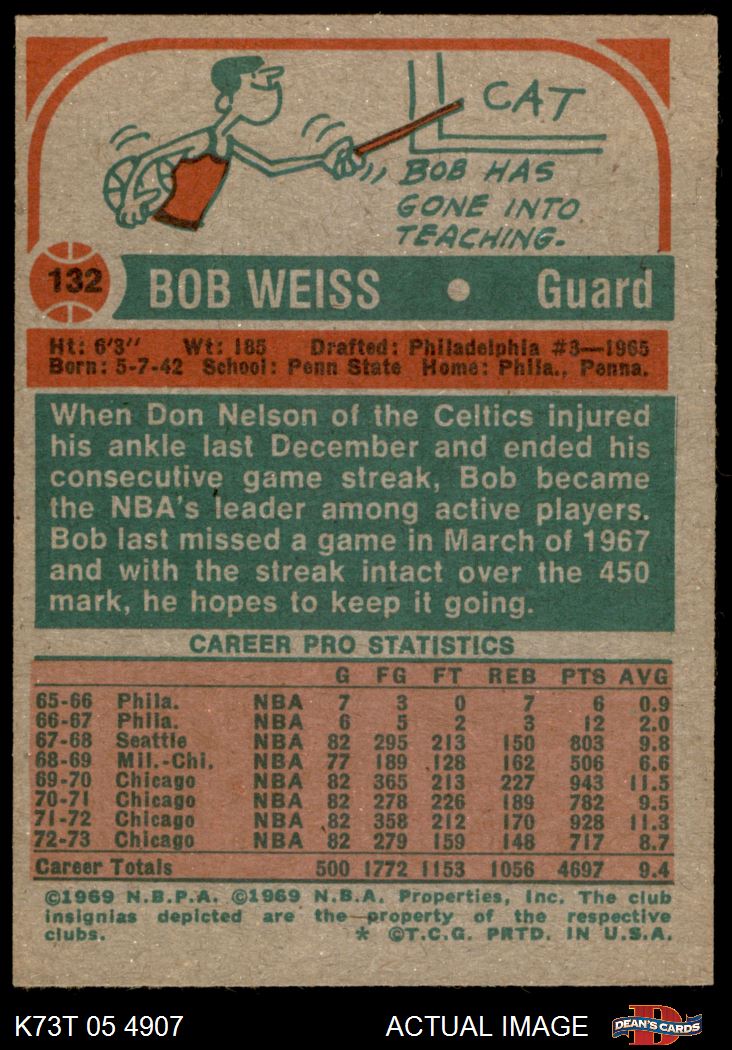 CAT
BOB HAS
GONE INTO
TEACHING.
132 BOB WEISS • Guard
Ht: 6'3" Wt: 185 Drafted: Philadelphia #3—1965
Born: 5-7-42 School: Penn State Home: Phila., Penna.
When Don Nelson of the Celtics injured
his ankle last December and ended his
consecutive game streak, Bob became
the NBA's leader among active players.
Bob last missed a game in March of 1967
and with the streak intact over the 450
mark, he hopes to keep it going.
CAREER PRO STATISTICS
G FG FT REB PTS AVG
65-66 Phila. NBA 7 3 0 7 6 0.9
66-67 Phila. NBA 6 5 2 3 12 2.0
67-68 Seattle NBA 82 295 213 150 803 9.8
68-69 Mil.-Chi. NBA 77 189 128 162 506 6.6
69-70 Chicago NBA 82 365 213 227 943 11.5
70-71 Chicago NBA 82 278 226 189 782 9.5
71-72 Chicago NBA 82 358 212 170 928 11.3
72-73 Chicago NBA 82 279 159 148 717 8.7
Career Totals 500 1772 1153 1056 4697 9.4
©1969 N.B.P.A. ©1969 N.B.A. Properties, Inc. The club
insignias depicted are the property of the respective
clubs. * ©T.C.G. PRTD. IN U.S.A.
K73T 05 4907 ACTUAL IMAGE DEAN'S CARDS